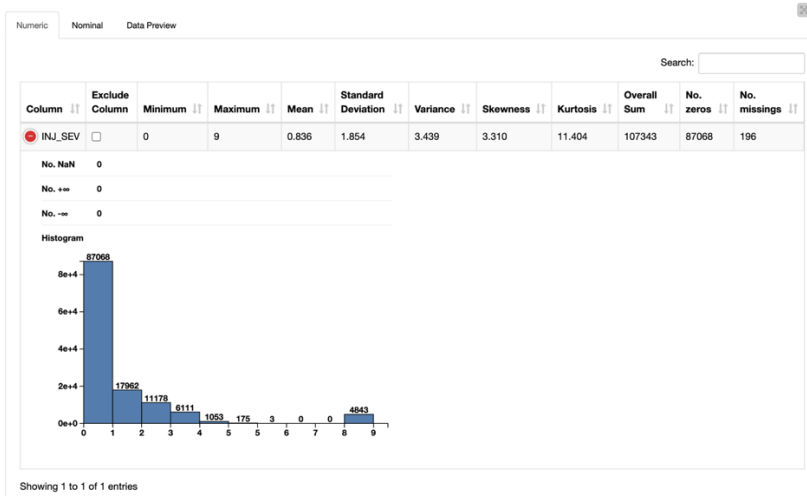 Numeric Nominal Data Preview
Search:
Column Exclude Column Minimum Maximum Mean Standard Deviation Variance Skewness Kurtosis Overall Sum No. zeros No. missings
INJ_SEV 0 9 0.836 1.854 3.439 3.310 11.404 107343 87068 196
No. NaN 0
No. +∞ 0
No. -∞ 0
Histogram
87068
8e+4
6e+4
4e+4
2e+4 17962
11178
6111
1053 175 3 0 0 4843
0e+0
0 1 2 3 4 5 5 6 7 8 9
Showing 1 to 1 of 1 entries